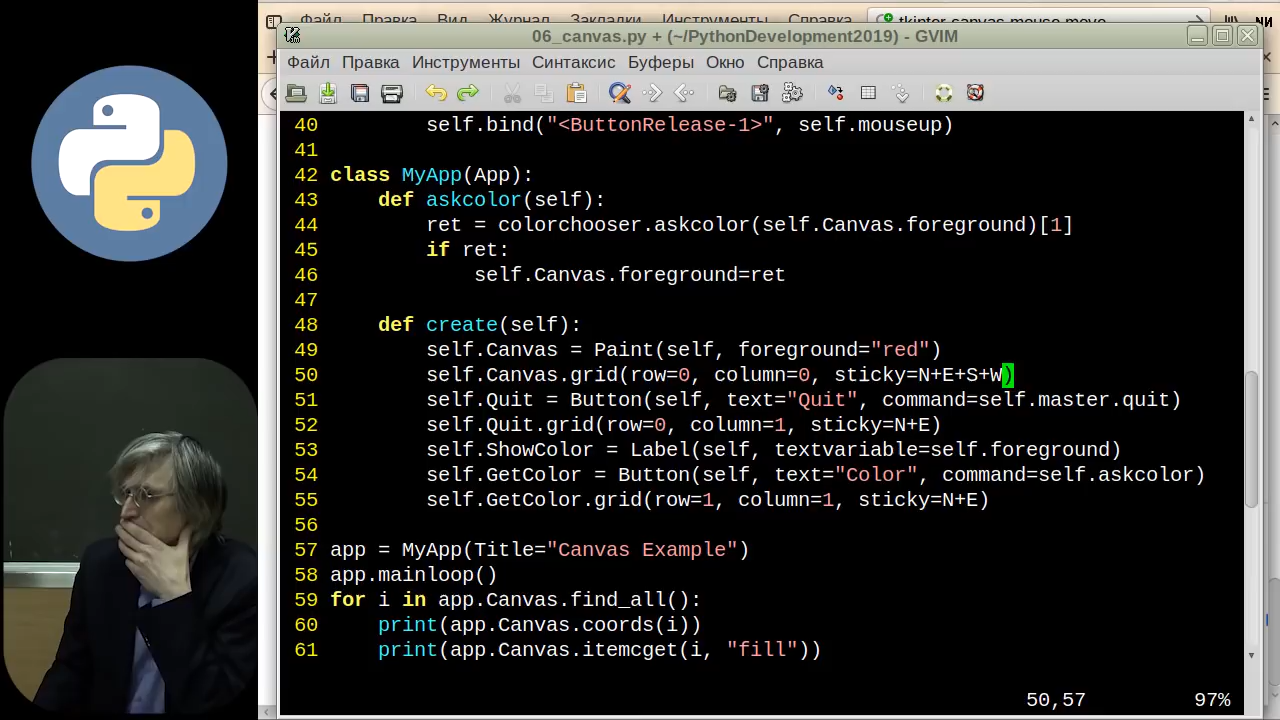 Файл Правка Вид Журнал Закладки Инструменты Справка
tkinter canvas mouse move
06_canvas.py + (~/PythonDevelopment2019) - GVIM
Файл Правка Инструменты Синтаксис Буферы Окно Справка
40         self.bind("<ButtonRelease-1>", self.mouseup)
41
42 class MyApp(App):
43     def askcolor(self):
44         ret = colorchooser.askcolor(self.Canvas.foreground)[1]
45         if ret:
46             self.Canvas.foreground=ret
47
48     def create(self):
49         self.Canvas = Paint(self, foreground="red")
50         self.Canvas.grid(row=0, column=0, sticky=N+E+S+W)
51         self.Quit = Button(self, text="Quit", command=self.master.quit)
52         self.Quit.grid(row=0, column=1, sticky=N+E)
53         self.ShowColor = Label(self, textvariable=self.foreground)
54         self.GetColor = Button(self, text="Color", command=self.askcolor)
55         self.GetColor.grid(row=1, column=1, sticky=N+E)
56
57 app = MyApp(Title="Canvas Example")
58 app.mainloop()
59 for i in app.Canvas.find_all():
60     print(app.Canvas.coords(i))
61     print(app.Canvas.itemcget(i, "fill"))
50,57 97%